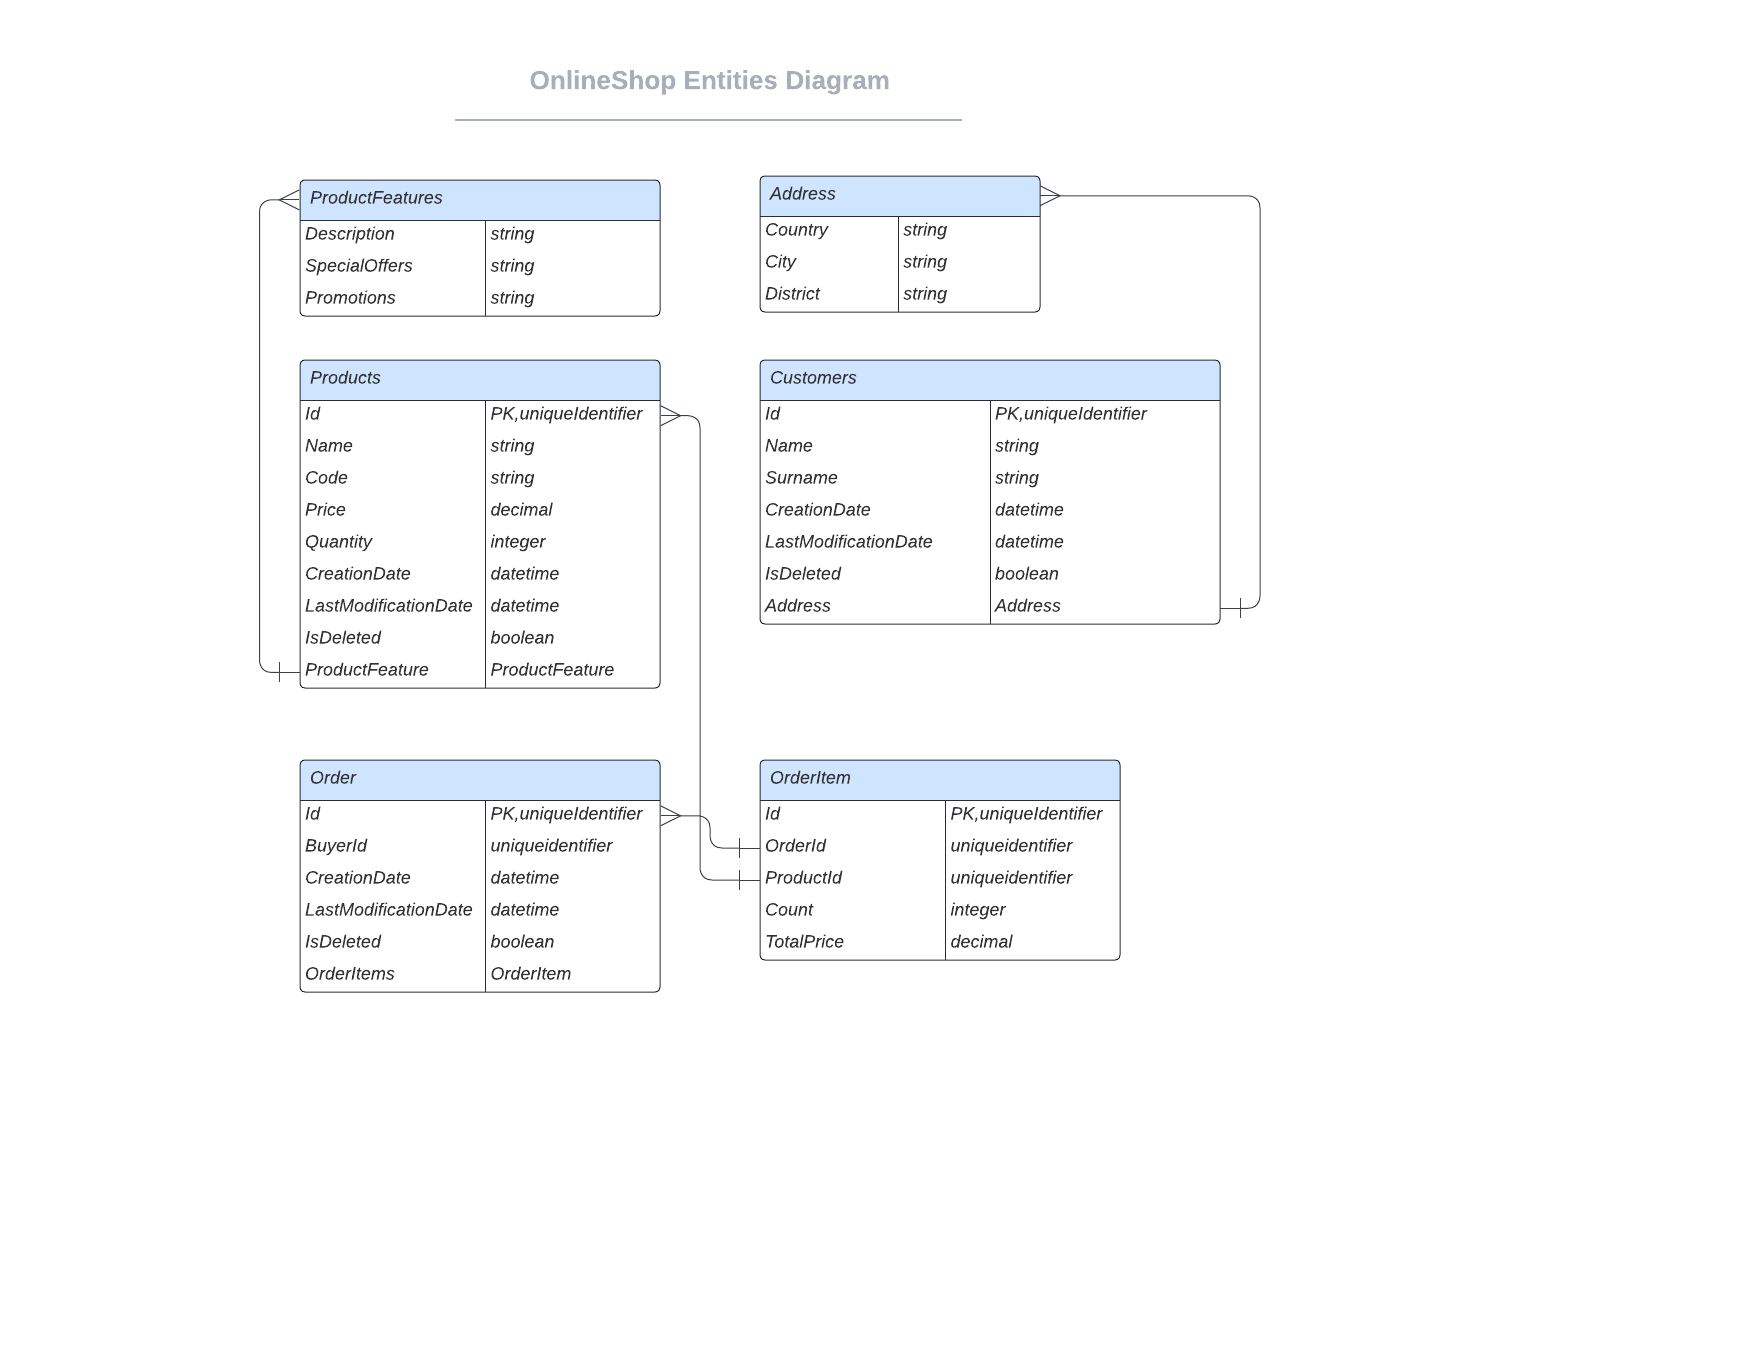 OnlineShop Entities Diagram
ProductFeatures
Description string
SpecialOffers string
Promotions string
Address
Country string
City string
District string
Products
Id PK,uniqueIdentifier
Name string
Code string
Price decimal
Quantity integer
CreationDate datetime
LastModificationDate datetime
IsDeleted boolean
ProductFeature ProductFeature
Customers
Id PK,uniqueIdentifier
Name string
Surname string
CreationDate datetime
LastModificationDate datetime
IsDeleted boolean
Address Address
Order
Id PK,uniqueIdentifier
BuyerId uniqueidentifier
CreationDate datetime
LastModificationDate datetime
IsDeleted boolean
OrderItems OrderItem
OrderItem
Id PK,uniqueIdentifier
OrderId uniqueidentifier
ProductId uniqueidentifier
Count integer
TotalPrice decimal